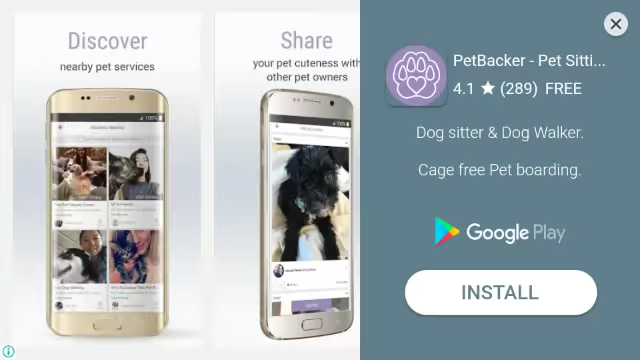 Discover
nearby pet services
Share
your pet cuteness with
other pet owners
PetBacker - Pet Sitti...
4.1 ★ (289) FREE
Dog sitter & Dog Walker.
Cage free Pet boarding.
Google Play
INSTALL